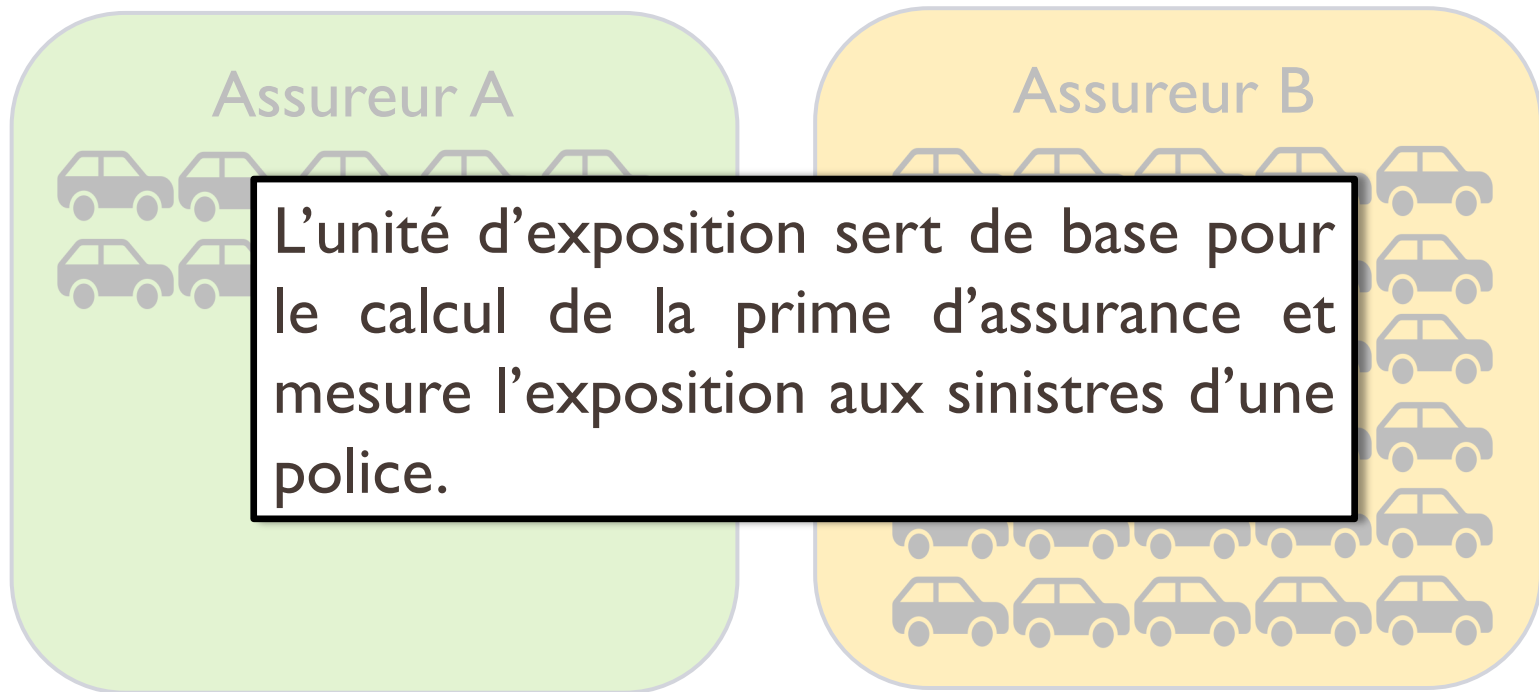 Assureur A
Assureur B
L’unité d’exposition sert de base pour
le calcul de la prime d’assurance et
mesure l’exposition aux sinistres d’une
police.